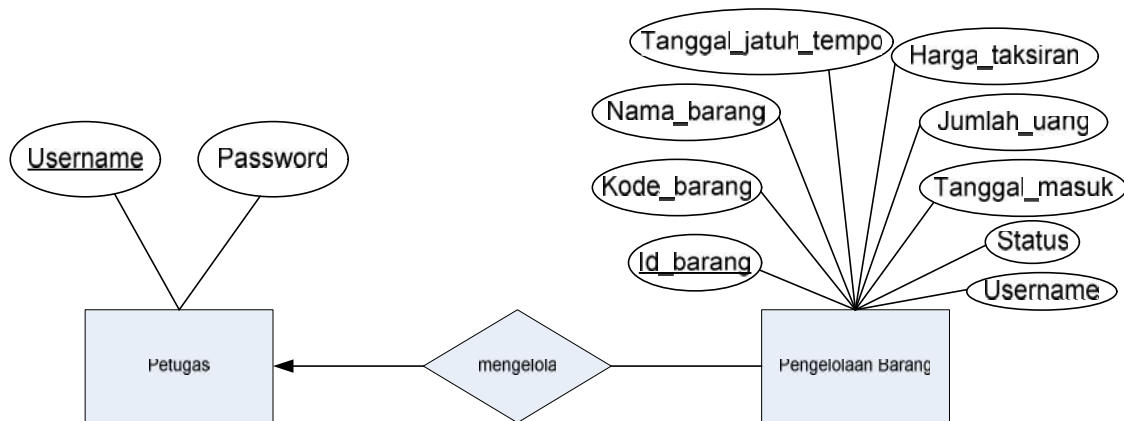 Tanggal_jatuh_tempo
Harga_taksiran
Nama_barang
Jumlah_uang
Username
Password
Kode_barang
Tanggal_masuk
Status
Id_barang
Username
Petugas
mengelola
Pengelolaan Barang